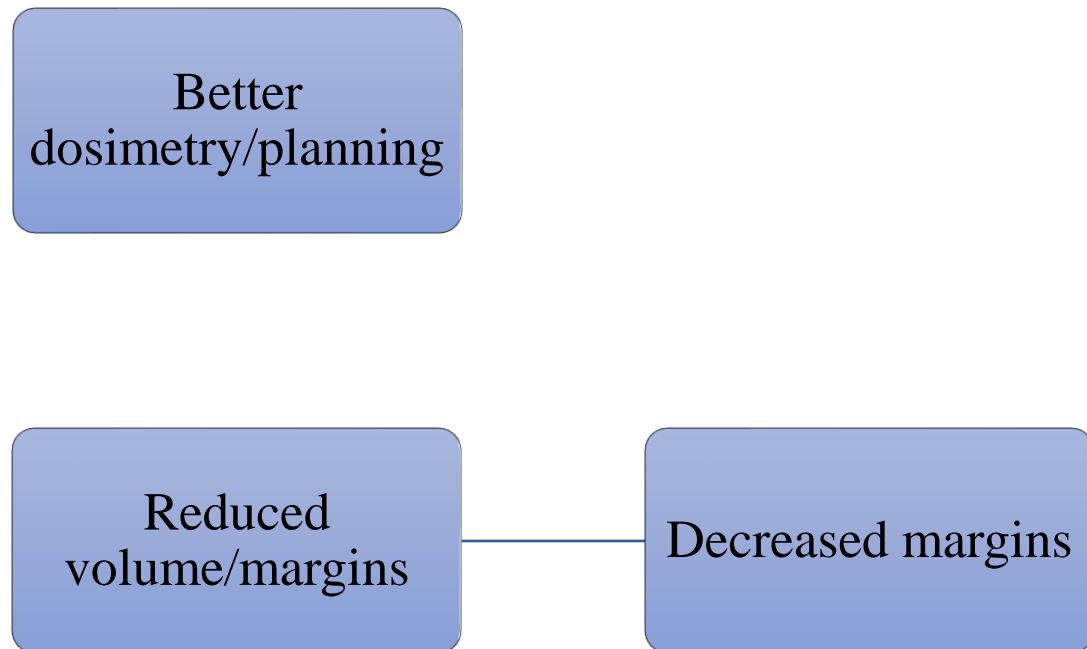 Better
dosimetry/planning
Reduced
volume/margins
Decreased margins